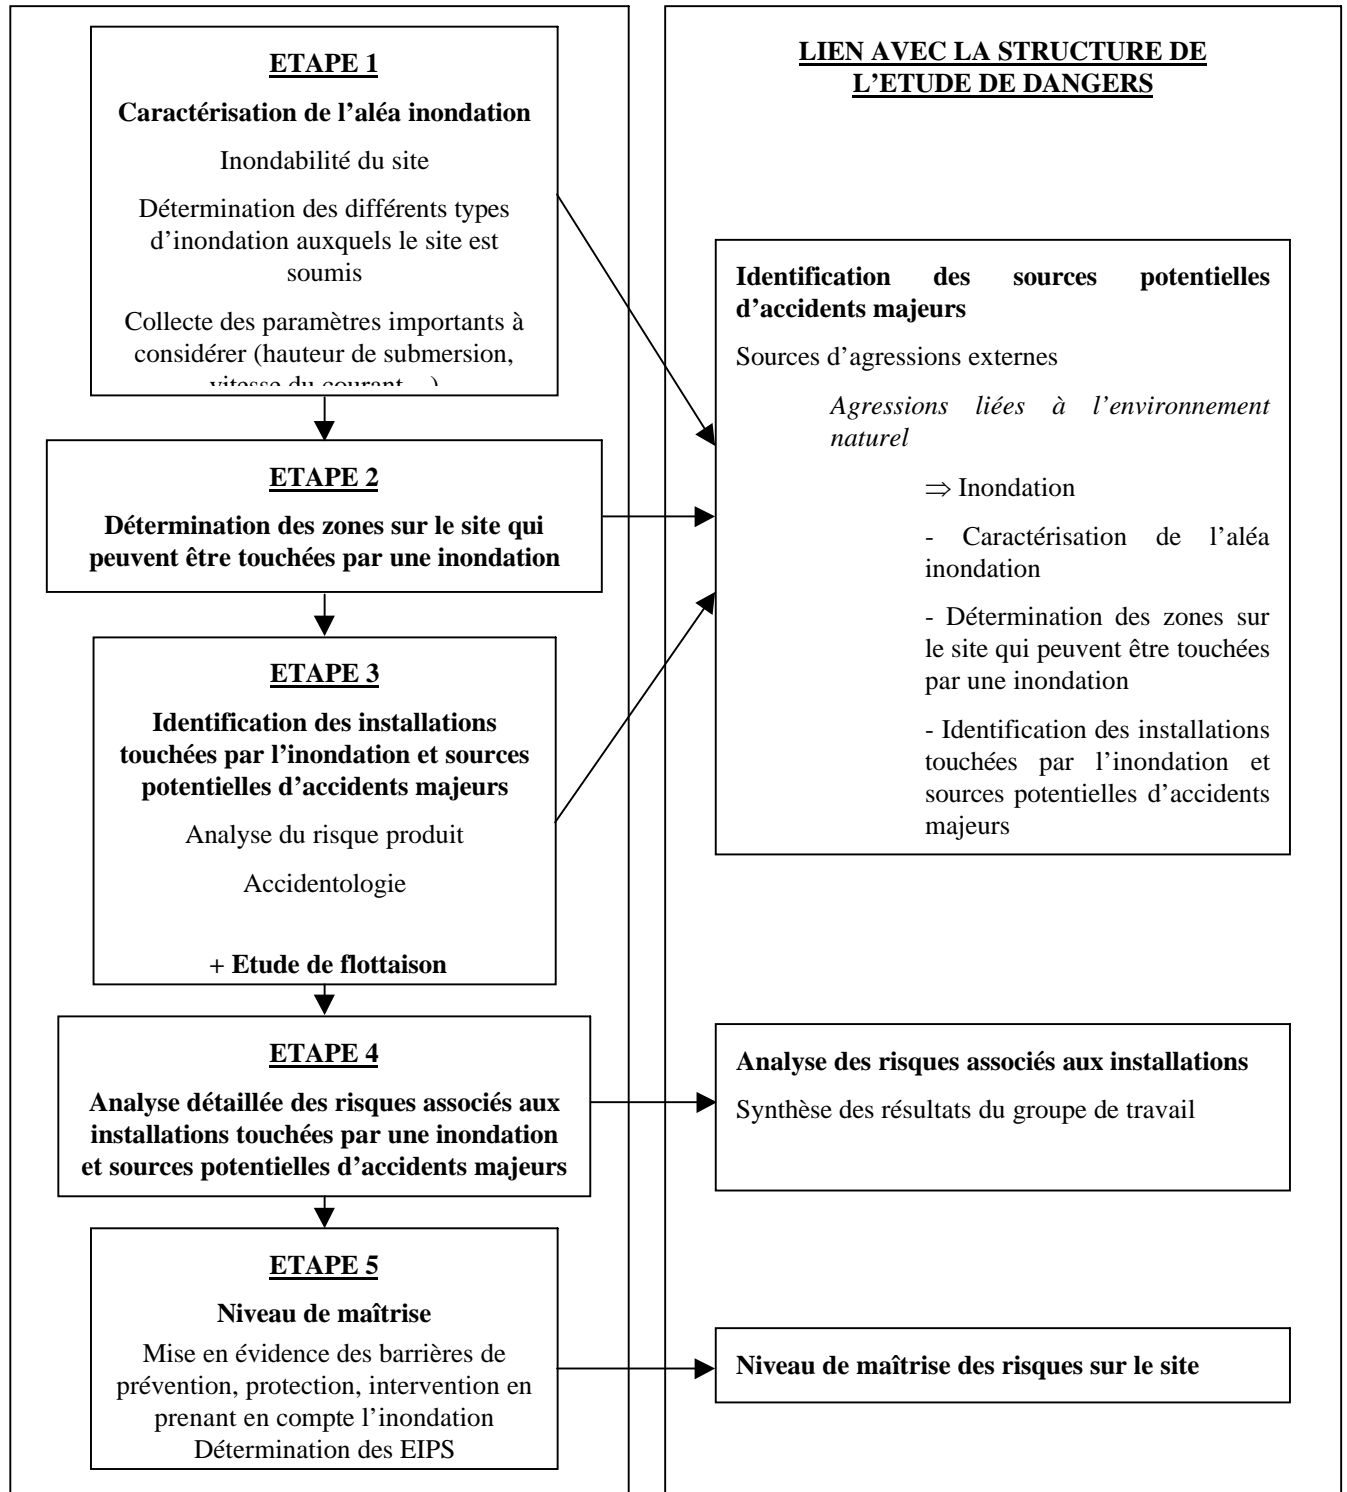 ETAPE 1
Caractérisation de l’aléa inondation
Inondabilité du site
Détermination des différents types
d’inondation auxquels le site est
soumis
Collecte des paramètres importants à
considérer (hauteur de submersion,
vitesse du courant…)
ETAPE 2
Détermination des zones sur le site qui
peuvent être touchées par une inondation
ETAPE 3
Identification des installations
touchées par l’inondation et sources
potentielles d’accidents majeurs
Analyse du risque produit
Accidentologie
+ Etude de flottaison
ETAPE 4
Analyse détaillée des risques associés aux
installations touchées par une inondation
et sources potentielles d’accidents majeurs
ETAPE 5
Niveau de maîtrise
Mise en évidence des barrières de
prévention, protection, intervention en
prenant en compte l’inondation
Détermination des EIPS
LIEN AVEC LA STRUCTURE DE
L’ETUDE DE DANGERS
Identification des sources potentielles
d’accidents majeurs
Sources d’agressions externes
Agressions liées à l’environnement
naturel
⇒ Inondation
- Caractérisation de l’aléa
inondation
- Détermination des zones sur
le site qui peuvent être touchées
par une inondation
- Identification des installations
touchées par l’inondation et
sources potentielles d’accidents
majeurs
Analyse des risques associés aux installations
Synthèse des résultats du groupe de travail
Niveau de maîtrise des risques sur le site